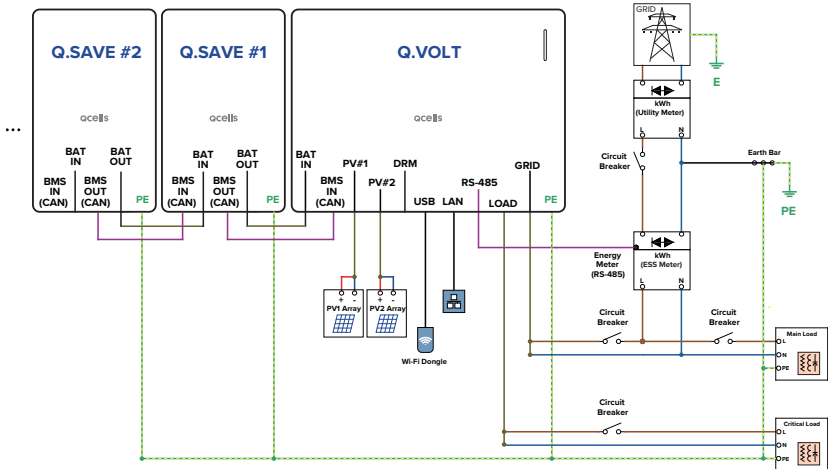 Q.SAVE #2
Q.SAVE #1
Q.VOLT
GRID
E
kWh
(Utility Meter)
L
N
qcells
qcells
qcells
...
BMS
IN
(CAN)
BAT
IN
BMS
OUT
(CAN)
BAT
OUT
PE
BMS
IN
(CAN)
BAT
IN
BMS
OUT
(CAN)
BAT
OUT
PE
BAT
IN
BMS
IN
(CAN)
PV#1
PV#2
DRM
USB
LAN
RS-485
LOAD
GRID
PE
Circuit
Breaker
Earth Bar
PE
Energy
Meter
(RS-485)
kWh
(ESS Meter)
L
N
+
-
PV1 Array
+
-
PV2 Array
Wi-Fi Dongle
Circuit
Breaker
Circuit
Breaker
Main Load
L
N
PE
Circuit
Breaker
Critical Load
L
N
PE